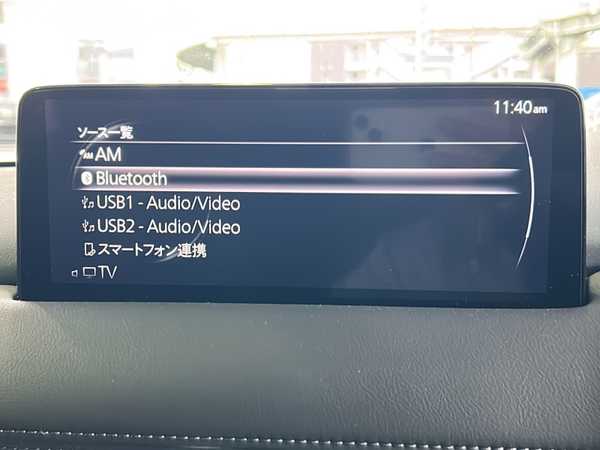 11:40am
ソース一覧
AM AM
Bluetooth
USB1 - Audio/Video
USB2 - Audio/Video
スマートフォン連携
TV